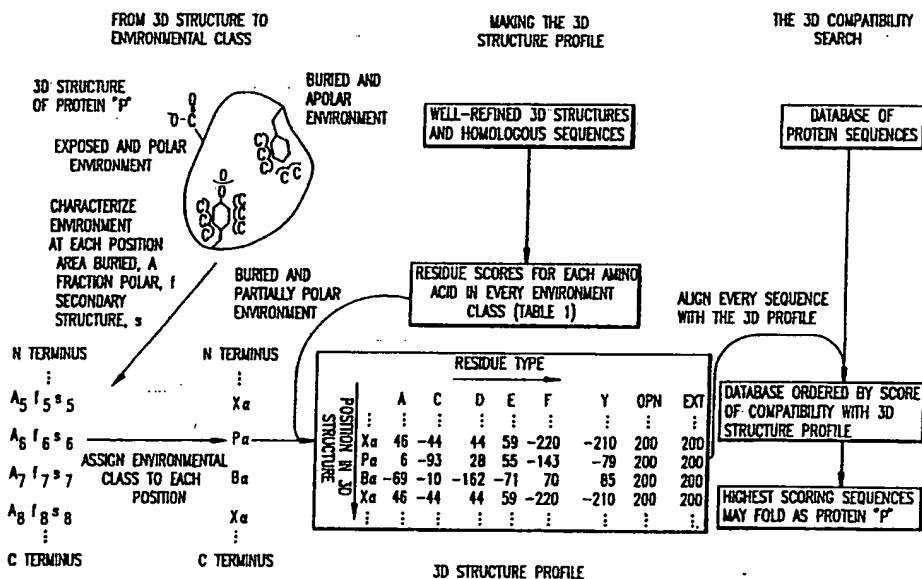 FROM 3D STRUCTURE TO
ENVIRONMENTAL CLASS
MAKING THE 3D
STRUCTURE PROFILE
THE 3D COMPATIBILITY
SEARCH
3D STRUCTURE
OF PROTEIN "P"
BURIED AND
APOLAR
ENVIRONMENT
O
-O-C
EXPOSED AND POLAR
ENVIRONMENT
CHARACTERIZE
ENVIRONMENT
AT EACH POSITION
AREA BURIED, A
FRACTION POLAR, f
SECONDARY
STRUCTURE, s
BURIED AND
PARTIALLY POLAR
ENVIRONMENT
WELL-REFINED 3D STRUCTURES
AND HOMOLOGOUS SEQUENCES
RESIDUE SCORES FOR EACH AMINO
ACID IN EVERY ENVIRONMENT
CLASS (TABLE 1)
DATABASE OF
PROTEIN SEQUENCES
ALIGN EVERY SEQUENCE
WITH THE 3D PROFILE
DATABASE ORDERED BY SCORE
OF COMPATIBILITY WITH 3D
STRUCTURE PROFILE
HIGHEST SCORING SEQUENCES
MAY FOLD AS PROTEIN "P"
N TERMINUS
A5 f5 s5
A6 f6 s6
A7 f7 s7
A8 f8 s8
C TERMINUS
ASSIGN ENVIRONMENTAL
CLASS TO EACH
POSITION
N TERMINUS
Xα
Pα
Bα
Xα
C TERMINUS
POSITION IN 3D
STRUCTURE
RESIDUE TYPE
A C D E F Y OPN EXT
Xα 46 -44 44 59 -220 -210 200 200
Pα 6 -93 28 55 -143 -79 200 200
Bα -69 -10 -162 -71 70 85 200 200
Xα 46 -44 44 59 -220 -210 200 200
3D STRUCTURE PROFILE